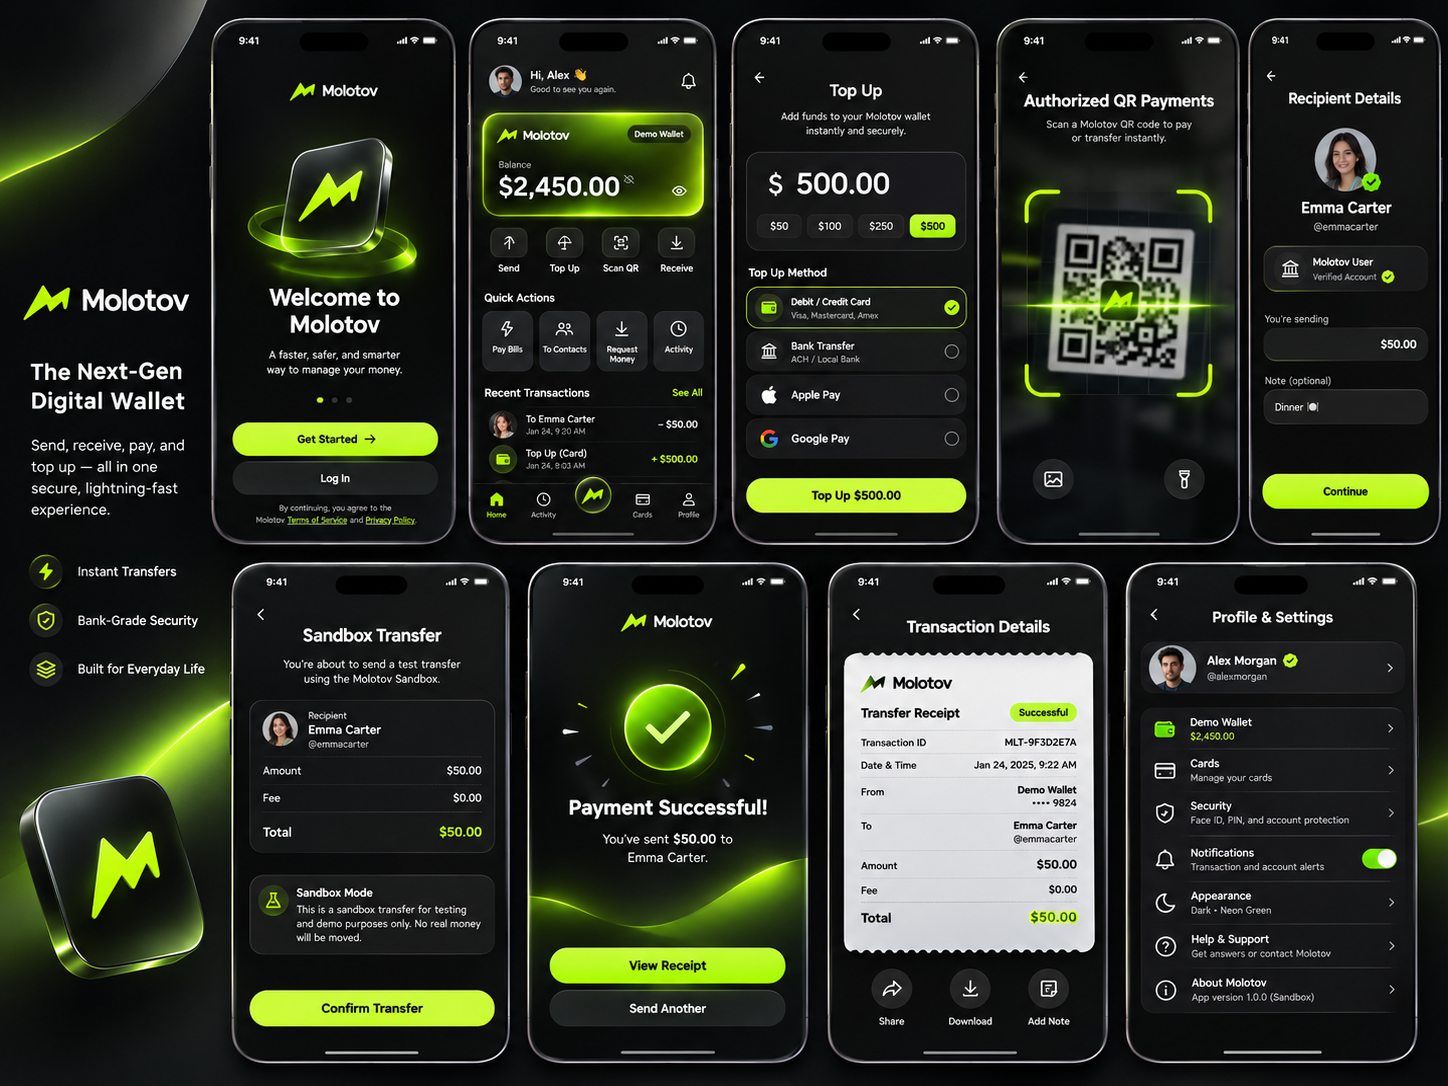 Molotov
The Next-Gen
Digital Wallet
Send, receive, pay, and
top up — all in one
secure, lightning-fast
experience.
Instant Transfers
Bank-Grade Security
Built for Everyday Life
9:41
Molotov
Welcome to
Molotov
A faster, safer, and smarter
way to manage your money.
Get Started →
Log In
By continuing, you agree to the
Molotov Terms of Service and Privacy Policy.
9:41
Hi, Alex 👋
Good to see you again.
Molotov
Demo Wallet
Balance
$2,450.00
Send
Top Up
Scan QR
Receive
Quick Actions
Pay Bills
To Contacts
Request
Money
Activity
Recent Transactions
See All
To Emma Carter
– $50.00
Jan 24, 9:20 AM
Top Up (Card)
+ $500.00
Jan 24, 8:03 AM
Home
Activity
Cards
Profile
9:41
Top Up
Add funds to your Molotov wallet
instantly and securely.
$ 500.00
$50
$100
$250
$500
Top Up Method
Debit / Credit Card
Visa, Mastercard, Amex
Bank Transfer
ACH / Local Bank
Apple Pay
Google Pay
Top Up $500.00
9:41
Authorized QR Payments
Scan a Molotov QR code to pay
or transfer instantly.
9:41
Recipient Details
Emma Carter
@emmacarter
Molotov User
Verified Account
You're sending
$50.00
Note (optional)
Dinner 🍽️
Continue
9:41
Sandbox Transfer
You're about to send a test transfer
using the Molotov Sandbox.
Recipient
Emma Carter
@emmacarter
Amount $50.00
Fee $0.00
Total $50.00
Sandbox Mode
This is a sandbox transfer for testing
and demo purposes only. No real money
will be moved.
Confirm Transfer
9:41
Molotov
Payment Successful!
You've sent $50.00 to
Emma Carter.
View Receipt
Send Another
9:41
Transaction Details
Molotov
Transfer Receipt
Successful
Transaction ID MLT-9F3D2E7A
Date & Time Jan 24, 2025, 9:22 AM
From Demo Wallet
•••• 9824
To Emma Carter
@emmacarter
Amount $50.00
Fee $0.00
Total $50.00
Share
Download
Add Note
9:41
Profile & Settings
Alex Morgan
@alexmorgan
Demo Wallet
$2,450.00
Cards
Manage your cards
Security
Face ID, PIN, and account protection
Notifications
Transaction and account alerts
Appearance
Dark • Neon Green
Help & Support
Get answers or contact Molotov
About Molotov
App version 1.0.0 (Sandbox)